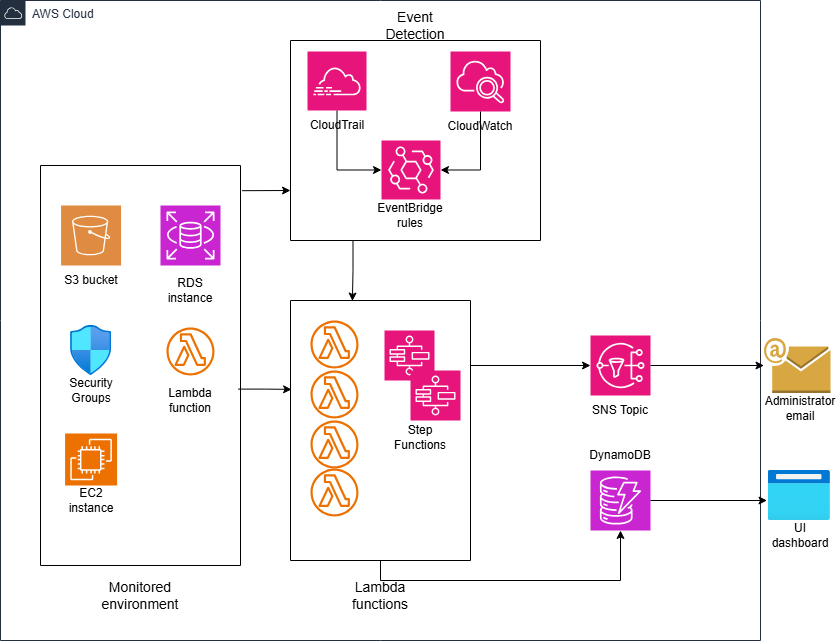 AWS Cloud
Event
Detection
CloudTrail
CloudWatch
EventBridge
rules
S3 bucket
RDS
instance
Security
Groups
Lambda
function
EC2
instance
Monitored
environment
Step
Functions
Lambda
functions
SNS Topic
@
Administrator
email
DynamoDB
UI
dashboard